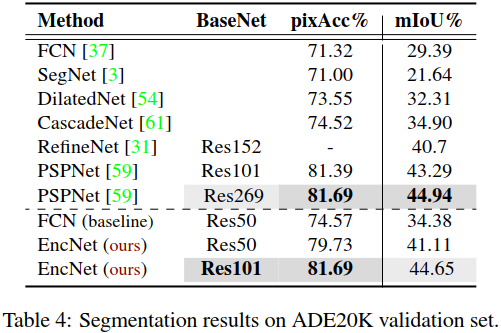 Method BaseNet pixAcc% mIoU%
FCN [37] 71.32 29.39
SegNet [3] 71.00 21.64
DilatedNet [54] 73.55 32.31
CascadeNet [61] 74.52 34.90
RefineNet [31] Res152 - 40.7
PSPNet [59] Res101 81.39 43.29
PSPNet [59] Res269 81.69 44.94
FCN (baseline) Res50 74.57 34.38
EncNet (ours) Res50 79.73 41.11
EncNet (ours) Res101 81.69 44.65
Table 4: Segmentation results on ADE20K validation set.